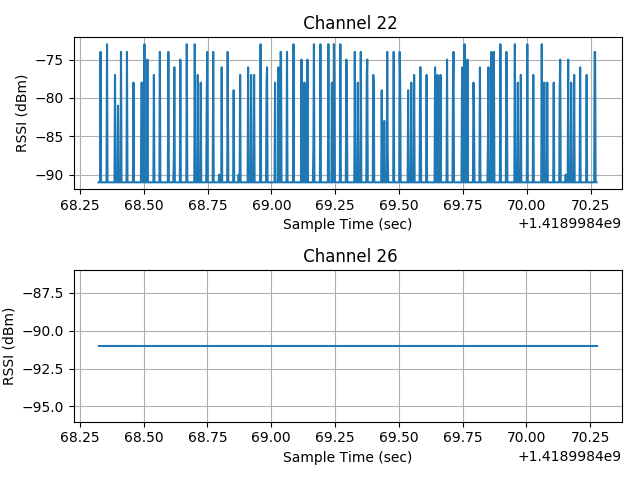 Channel 22
RSSI (dBm)
−75
−80
−85
−90
68.25 68.50 68.75 69.00 69.25 69.50 69.75 70.00 70.25
Sample Time (sec)
+1.4189984e9
Channel 26
RSSI (dBm)
−87.5
−90.0
−92.5
−95.0
68.25 68.50 68.75 69.00 69.25 69.50 69.75 70.00 70.25
Sample Time (sec)
+1.4189984e9